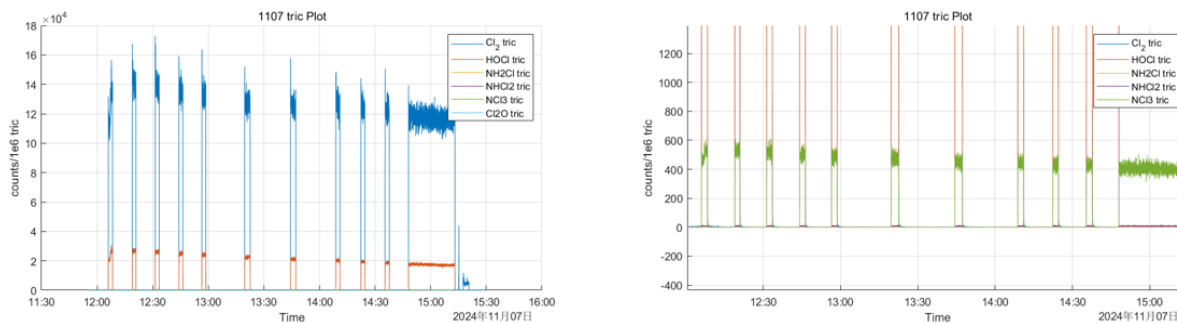 1107 tric Plot
×10⁴
18
16
14
12
10
8
6
4
2
0
counts/1e6 tric
11:30 12:00 12:30 13:00 13:30 14:00 14:30 15:00 15:30 16:00
Time
2024年11月07日
Cl₂ tric
HOCl tric
NH2Cl tric
NHCl2 tric
NCl3 tric
Cl2O tric
1107 tric Plot
1200
1000
800
600
400
200
0
-200
-400
counts/1e6 tric
12:30 13:00 13:30 14:00 14:30 15:00
Time
2024年11月07日
Cl₂ tric
HOCl tric
NH2Cl tric
NHCl2 tric
NCl3 tric
Cl2O tric